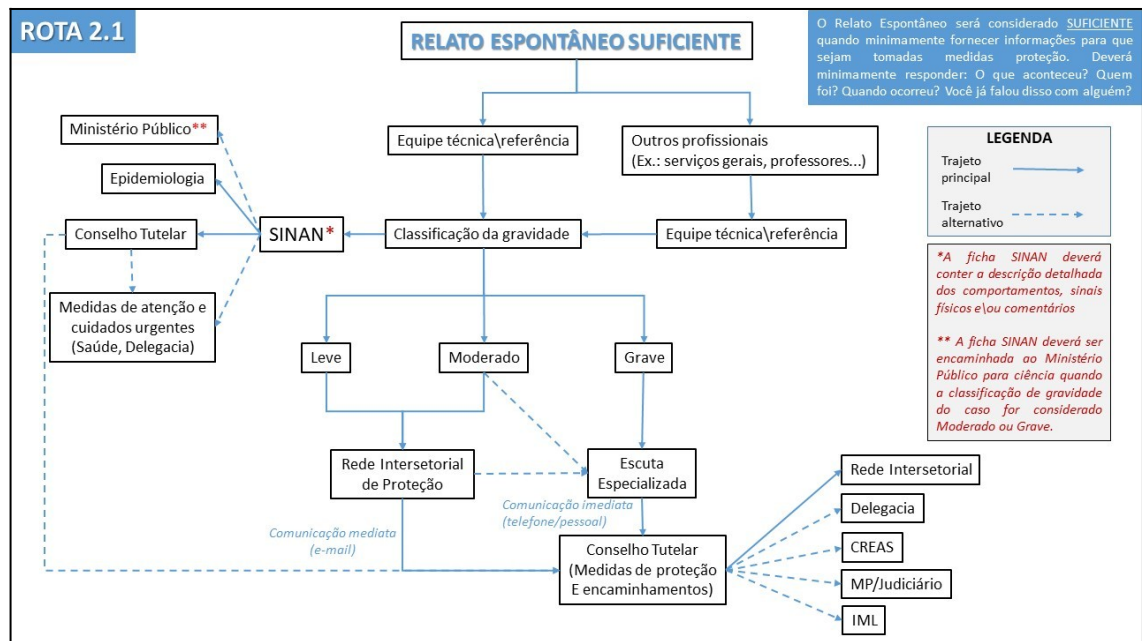 ROTA 2.1
RELATO ESPONTÂNEO SUFICIENTE
O Relato Espontâneo será considerado SUFICIENTE
quando minimamente fornecer informações para que
sejam tomadas medidas proteção. Deverá
minimamente responder: O que aconteceu? Quem
foi? Quando ocorreu? Você já falou disso com alguém?
Ministério Público**
Equipe técnica\referência
Outros profissionais
(Ex.: serviços gerais, professores...)
LEGENDA
Trajeto
principal
Trajeto
alternativo
Epidemiologia
Conselho Tutelar
SINAN*
Classificação da gravidade
Equipe técnica\referência
*A ficha SINAN deverá
conter a descrição detalhada
dos comportamentos, sinais
físicos e\ou comentários
** A ficha SINAN deverá ser
encaminhada ao Ministério
Público para ciência quando
a classificação de gravidade
do caso for considerado
Moderado ou Grave.
Medidas de atenção e
cuidados urgentes
(Saúde, Delegacia)
Leve
Moderado
Grave
Rede Intersetorial
de Proteção
Escuta
Especializada
Comunicação mediata
(e-mail)
Comunicação imediata
(telefone/pessoal)
Conselho Tutelar
(Medidas de proteção
E encaminhamentos)
Rede Intersetorial
Delegacia
CREAS
MP/Judiciário
IML